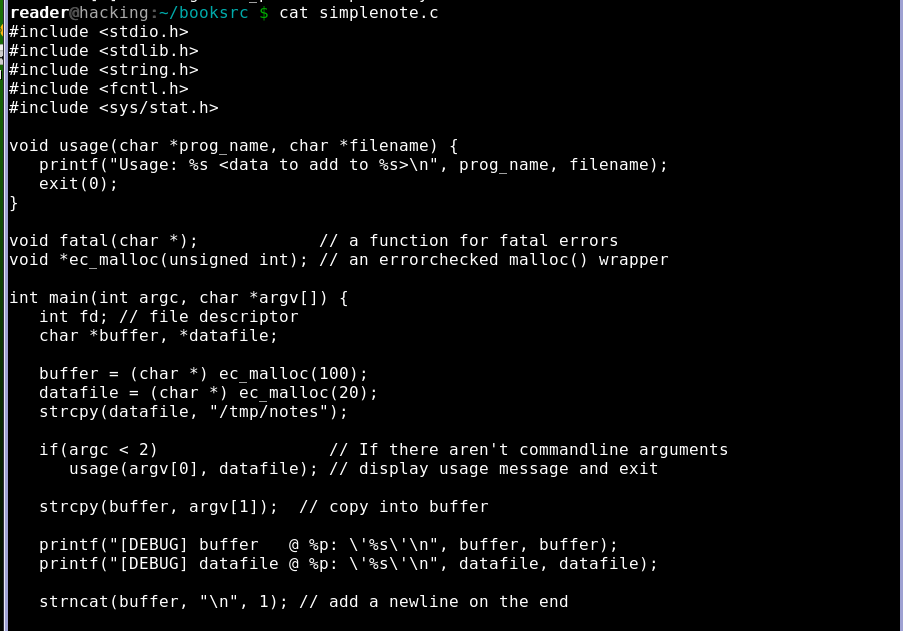 reader@hacking:~/booksrc $ cat simplenote.c
#include <stdio.h>
#include <stdlib.h>
#include <string.h>
#include <fcntl.h>
#include <sys/stat.h>

void usage(char *prog_name, char *filename) {
   printf("Usage: %s <data to add to %s>\n", prog_name, filename);
   exit(0);
}

void fatal(char *);            // a function for fatal errors
void *ec_malloc(unsigned int); // an errorchecked malloc() wrapper

int main(int argc, char *argv[]) {
   int fd; // file descriptor
   char *buffer, *datafile;

   buffer = (char *) ec_malloc(100);
   datafile = (char *) ec_malloc(20);
   strcpy(datafile, "/tmp/notes");

   if(argc < 2)                 // If there aren't commandline arguments
      usage(argv[0], datafile); // display usage message and exit

   strcpy(buffer, argv[1]);  // copy into buffer

   printf("[DEBUG] buffer   @ %p: \'%s\'\n", buffer, buffer);
   printf("[DEBUG] datafile @ %p: \'%s\'\n", datafile, datafile);

   strncat(buffer, "\n", 1); // add a newline on the end